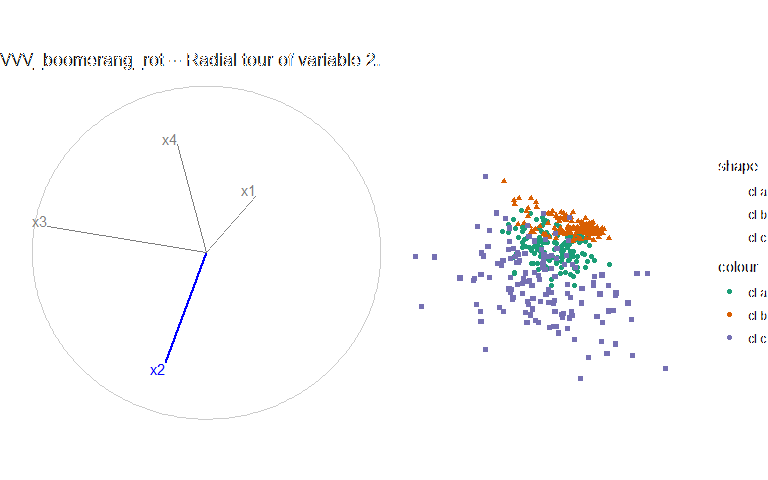 VVV_boomerang_rot --- Radial tour of variable 2.
x4
x1
x3
x2
shape
cl a
cl b
cl c
colour
cl a
cl b
cl c